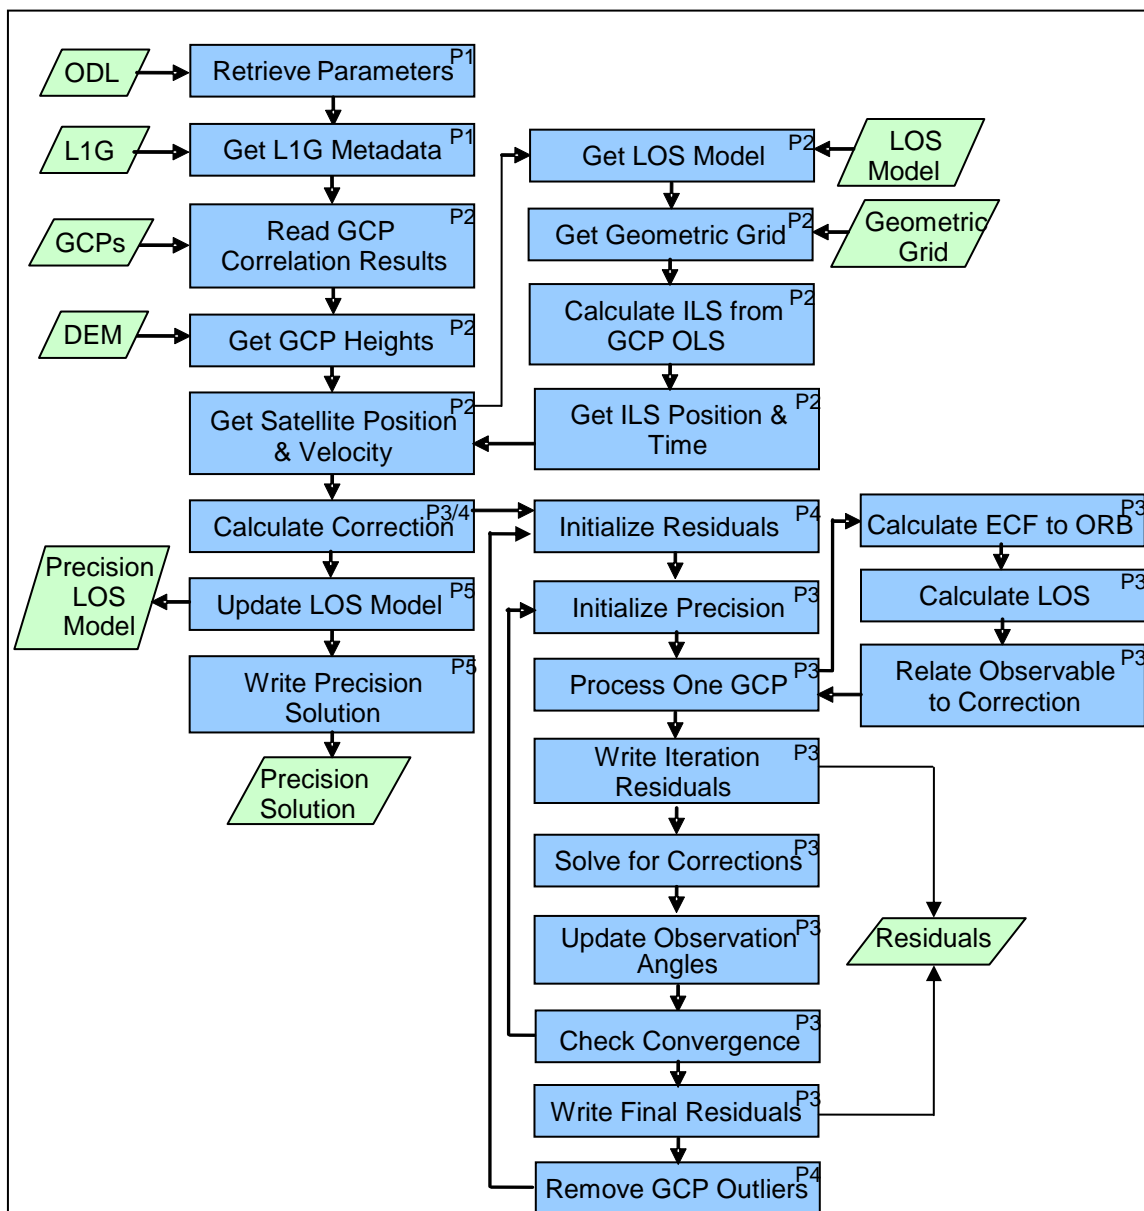 ODL
Retrieve Parameters
P1
L1G
Get L1G Metadata
P1
GCPs
Read GCP
Correlation Results
P2
DEM
Get GCP Heights
P2
Get Satellite Position
& Velocity
P2
Get LOS Model
P2
LOS
Model
Get Geometric Grid
P2
Geometric
Grid
Calculate ILS from
GCP OLS
P2
Get ILS Position &
Time
P2
Calculate Correction
P3/4
Precision
LOS
Model
Update LOS Model
P5
Write Precision
Solution
P5
Precision
Solution
Initialize Residuals
P4
Initialize Precision
P3
Process One GCP
P3
Calculate ECF to ORB
P3
Calculate LOS
P3
Relate Observable
to Correction
P3
Write Iteration
Residuals
P3
Solve for Corrections
P3
Update Observation
Angles
P3
Residuals
Check Convergence
P3
Write Final Residuals
P3
Remove GCP Outliers
P4